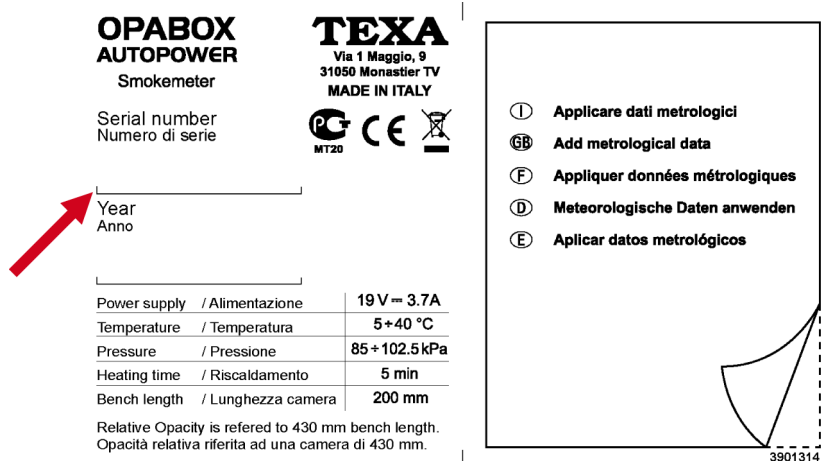 OPABOX
AUTOPOWER
Smokemeter
TEXA
Via 1 Maggio, 9
31050 Monastier TV
MADE IN ITALY
Serial number
Numero di serie
PCT
MT20
CE
Year
Anno
Power supply / Alimentazione 19 V ⎓ 3.7A
Temperature / Temperatura 5÷40 °C
Pressure / Pressione 85÷102.5 kPa
Heating time / Riscaldamento 5 min
Bench length / Lunghezza camera 200 mm
Relative Opacity is refered to 430 mm bench length.
Opacità relativa riferita ad una camera di 430 mm.
I Applicare dati metrologici
GB Add metrological data
F Appliquer données métrologiques
D Meteorologische Daten anwenden
E Aplicar datos metrológicos
3901314